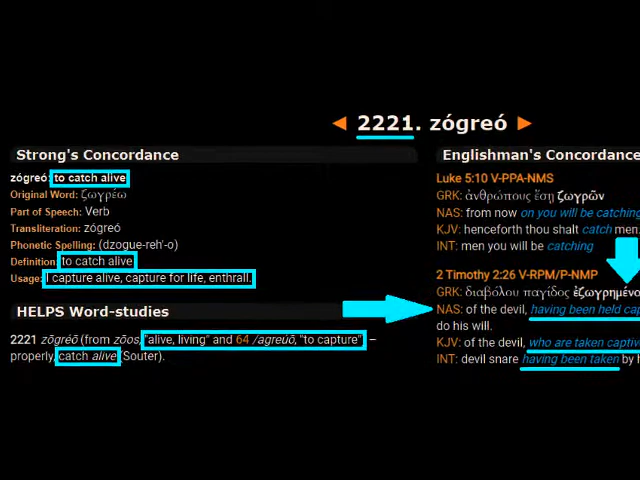 ◄ 2221. zógreó ►
Strong's Concordance
zógreó: to catch alive
Original Word: ζωγρέω
Part of Speech: Verb
Transliteration: zógreó
Phonetic Spelling: (dzogue-reh'-o)
Definition: to catch alive
Usage: I capture alive, capture for life, enthrall.
HELPS Word-studies
2221 zōgréō (from zōos, "alive, living" and 64 /agreúō, "to capture" –
properly, catch alive (Souter).
Englishman's Concordance
Luke 5:10 V-PPA-NMS
GRK: ἀνθρώπους ἔσῃ ζωγρῶν
NAS: from now on you will be catching
KJV: henceforth thou shalt catch men.
INT: men you will be catching
2 Timothy 2:26 V-RPM/P-NMP
GRK: διαβόλου παγίδος ἐζωγρημένο
NAS: of the devil, having been held cap
do his will.
KJV: of the devil, who are taken captive
INT: devil snare having been taken by h